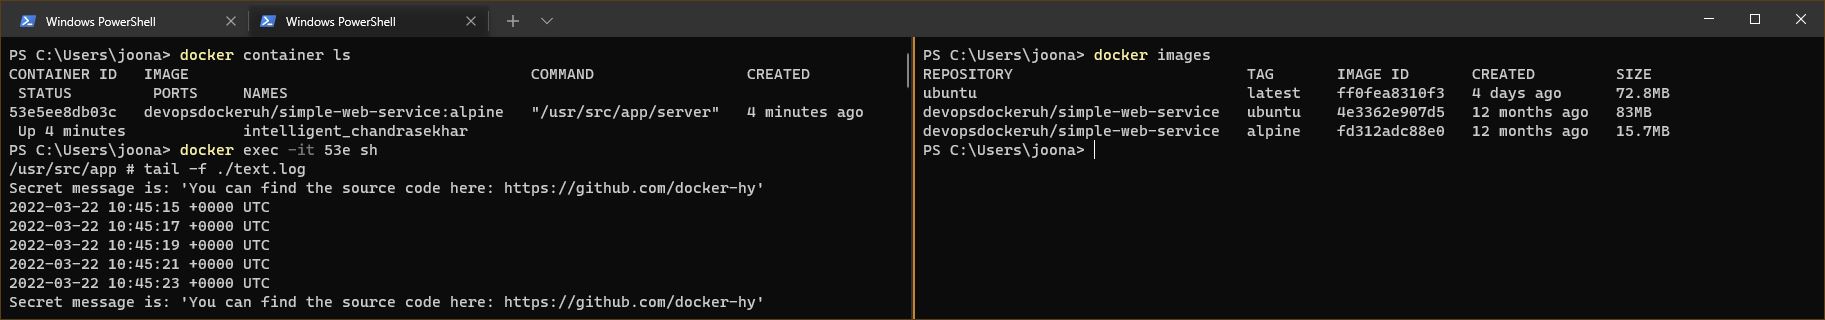 Windows PowerShell
Windows PowerShell
PS C:\Users\joona> docker container ls
CONTAINER ID   IMAGE                                         COMMAND                 CREATED
 STATUS         PORTS     NAMES
53e5ee8db03c   devopsdockeruh/simple-web-service:alpine   "/usr/src/app/server"   4 minutes ago
 Up 4 minutes             intelligent_chandrasekhar
PS C:\Users\joona> docker exec -it 53e sh
/usr/src/app # tail -f ./text.log
Secret message is: 'You can find the source code here: https://github.com/docker-hy'
2022-03-22 10:45:15 +0000 UTC
2022-03-22 10:45:17 +0000 UTC
2022-03-22 10:45:19 +0000 UTC
2022-03-22 10:45:21 +0000 UTC
2022-03-22 10:45:23 +0000 UTC
Secret message is: 'You can find the source code here: https://github.com/docker-hy'
PS C:\Users\joona> docker images
REPOSITORY                          TAG       IMAGE ID       CREATED         SIZE
ubuntu                              latest    ff0fea8310f3   4 days ago      72.8MB
devopsdockeruh/simple-web-service   ubuntu    4e3362e907d5   12 months ago   83MB
devopsdockeruh/simple-web-service   alpine    fd312adc88e0   12 months ago   15.7MB
PS C:\Users\joona>